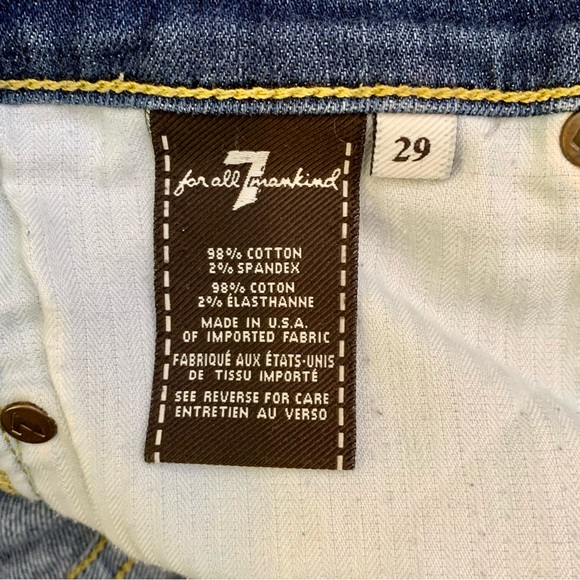 for all 7 mankind
29
98% COTTON
2% SPANDEX
98% COTON
2% ÉLASTHANNE
MADE IN U.S.A.
OF IMPORTED FABRIC
FABRIQUÉ AUX ÉTATS-UNIS
DE TISSU IMPORTÉ
SEE REVERSE FOR CARE
ENTRETIEN AU VERSO
7